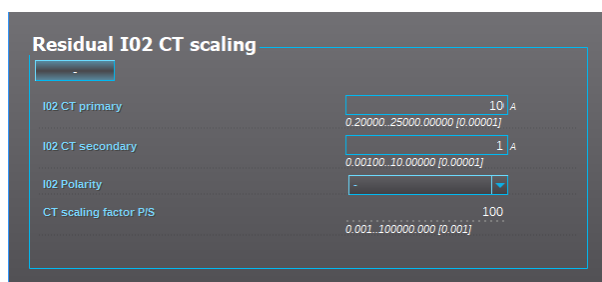 Residual I02 CT scaling
-
I02 CT primary
10 A
0.20000..25000.00000 [0.00001]
I02 CT secondary
1 A
0.00100..10.00000 [0.00001]
I02 Polarity
-
CT scaling factor P/S
100
0.001..100000.000 [0.001]